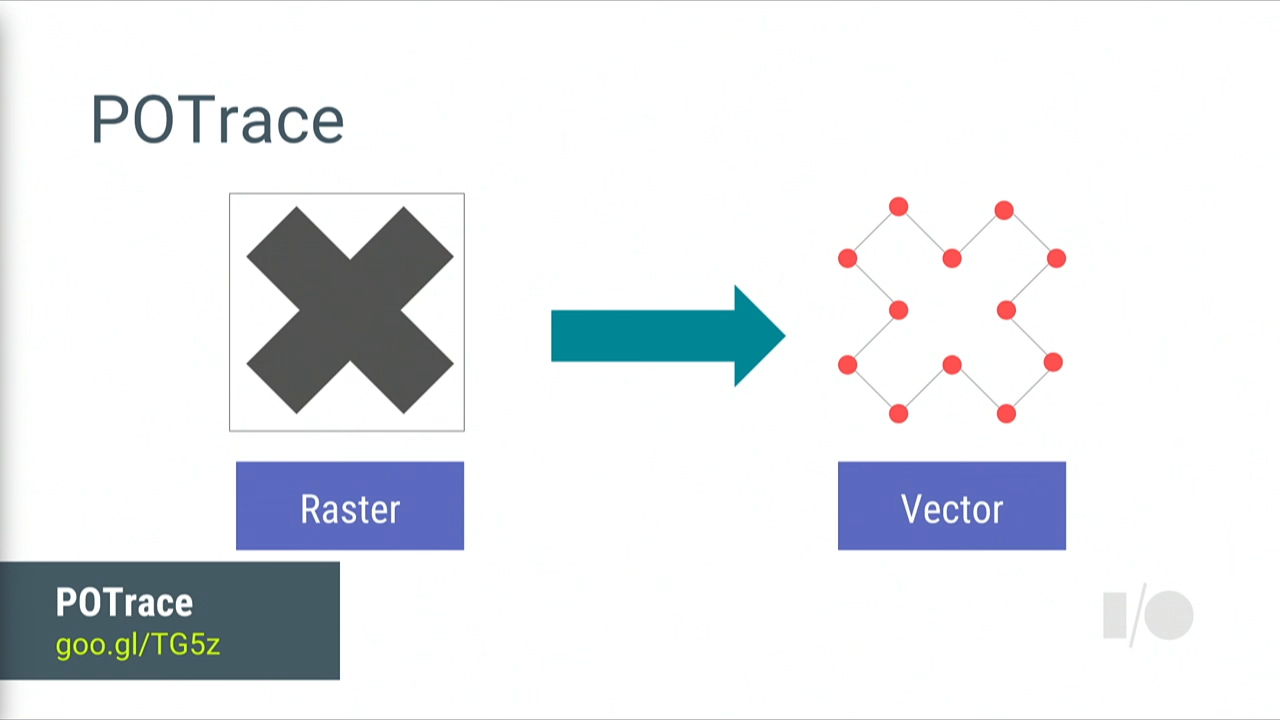 POTrace
Raster
Vector
POTrace
goo.gl/TG5z
I/O